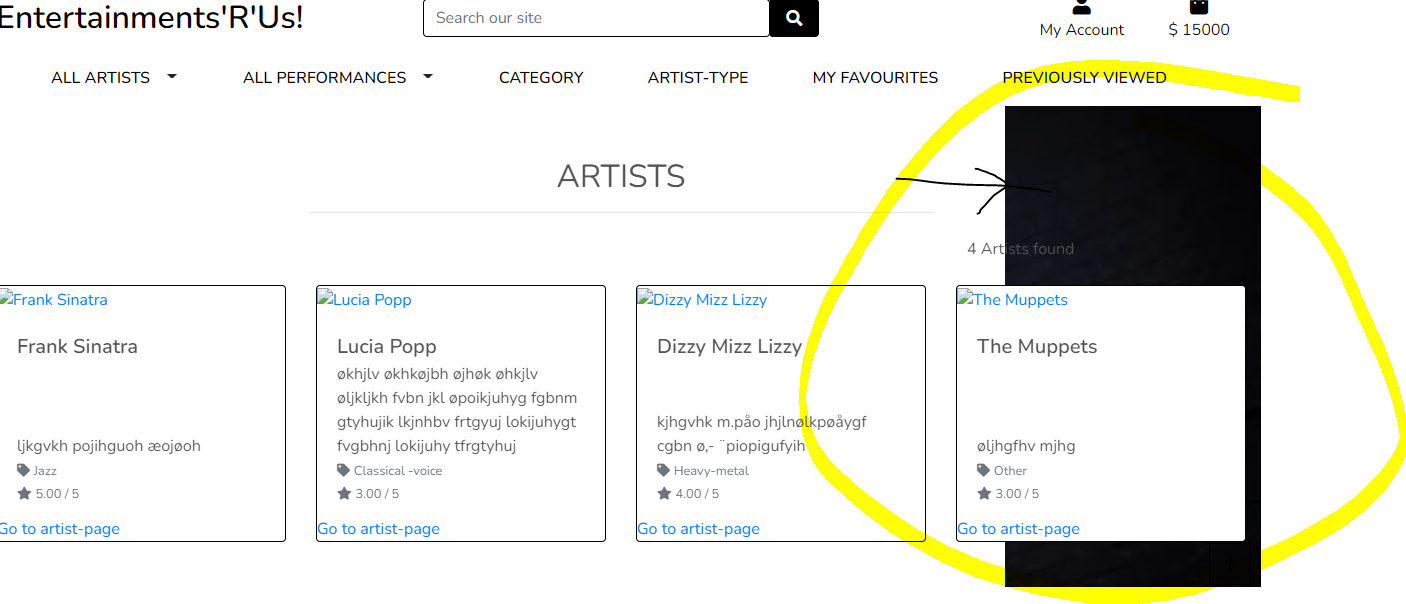 Entertainments'R'Us!
Search our site
My Account
$ 15000
ALL ARTISTS
ALL PERFORMANCES
CATEGORY
ARTIST-TYPE
MY FAVOURITES
PREVIOUSLY VIEWED
ARTISTS
4 Artists found
Frank Sinatra
Frank Sinatra
ljkgvkh pojihguoh æojøoh
Jazz
5.00 / 5
Go to artist-page
Lucia Popp
Lucia Popp
økhjlv økhkøjbh øjhøk øhkjlv
øljkljkh fvbn jkl øpoikjuhyg fgbnm
gtyhujik lkjnhbv frtgyuj lokijuhygt
fvgbhnj lokijuhy tfrgtyhuj
Classical -voice
3.00 / 5
Go to artist-page
Dizzy Mizz Lizzy
Dizzy Mizz Lizzy
kjhgvhk m.påo jhjlnølkpøåygf
cgbn ø,- ¨piopigufyih
Heavy-metal
4.00 / 5
Go to artist-page
The Muppets
The Muppets
øljhgfhv mjhg
Other
3.00 / 5
Go to artist-page